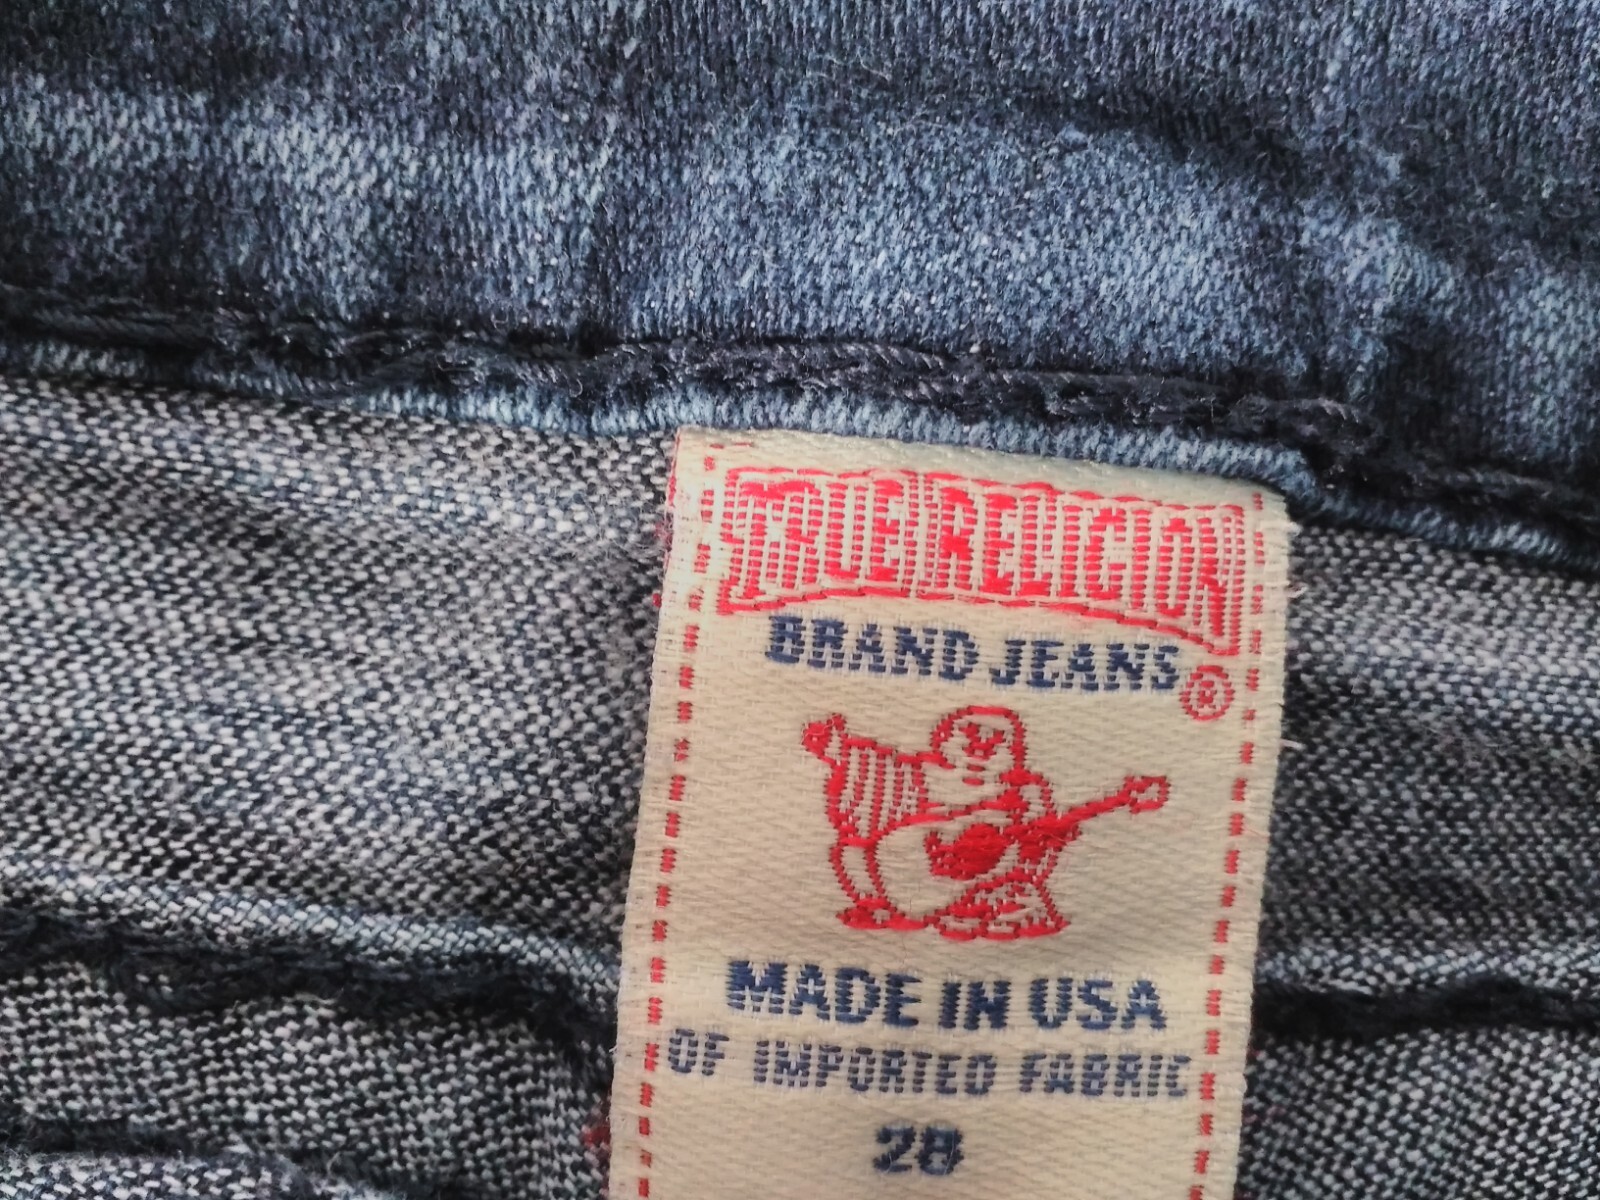 TRUE RELIGION
BRAND JEANS ®
MADE IN USA
OF IMPORTED FABRIC
28